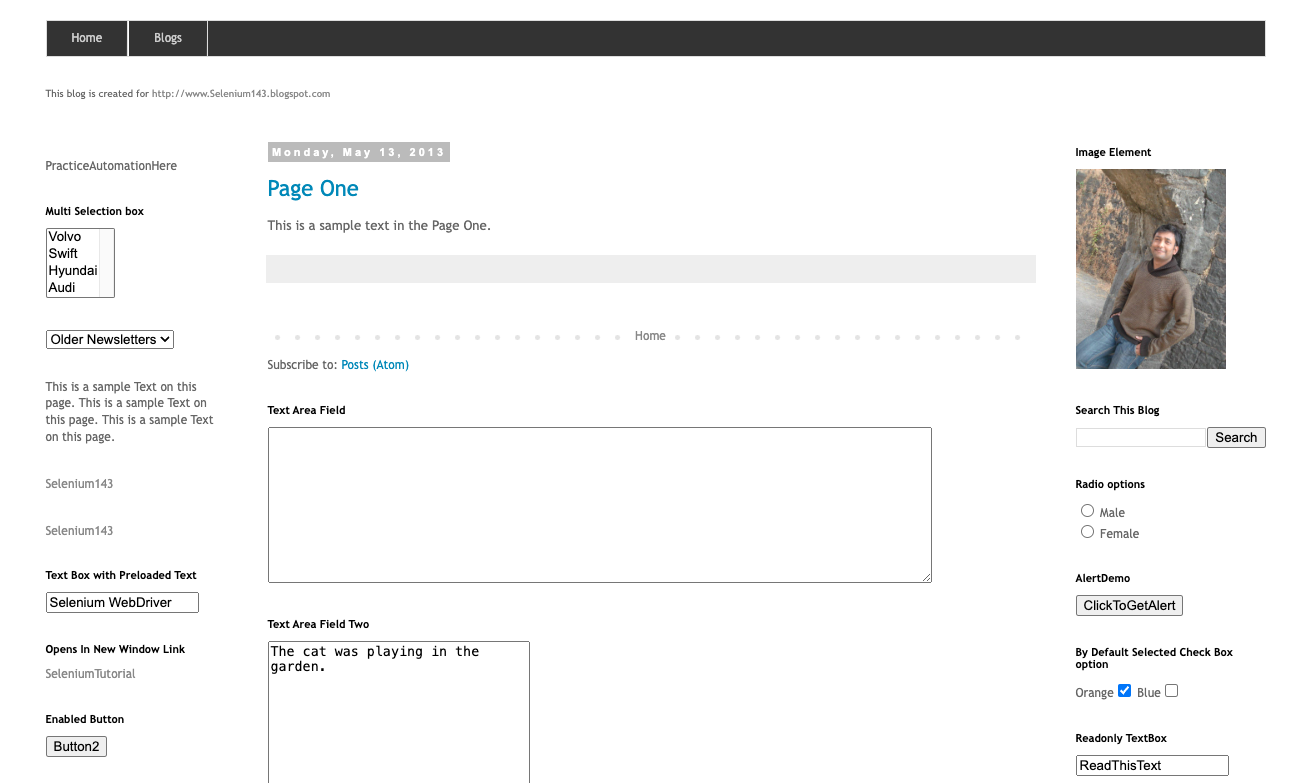 Home
Blogs
This blog is created for http://www.Selenium143.blogspot.com
PracticeAutomationHere
Multi Selection box
Volvo
Swift
Hyundai
Audi
Older Newsletters
This is a sample Text on this
page. This is a sample Text on
this page. This is a sample Text
on this page.
Selenium143
Selenium143
Text Box with Preloaded Text
Selenium WebDriver
Opens In New Window Link
SeleniumTutorial
Enabled Button
Button2
Monday, May 13, 2013
Page One
This is a sample text in the Page One.
Home
Subscribe to: Posts (Atom)
Text Area Field
Text Area Field Two
The cat was playing in the
garden.
Image Element
Search This Blog
Search
Radio options
Male
Female
AlertDemo
ClickToGetAlert
By Default Selected Check Box
option
Orange Blue
Readonly TextBox
ReadThisText